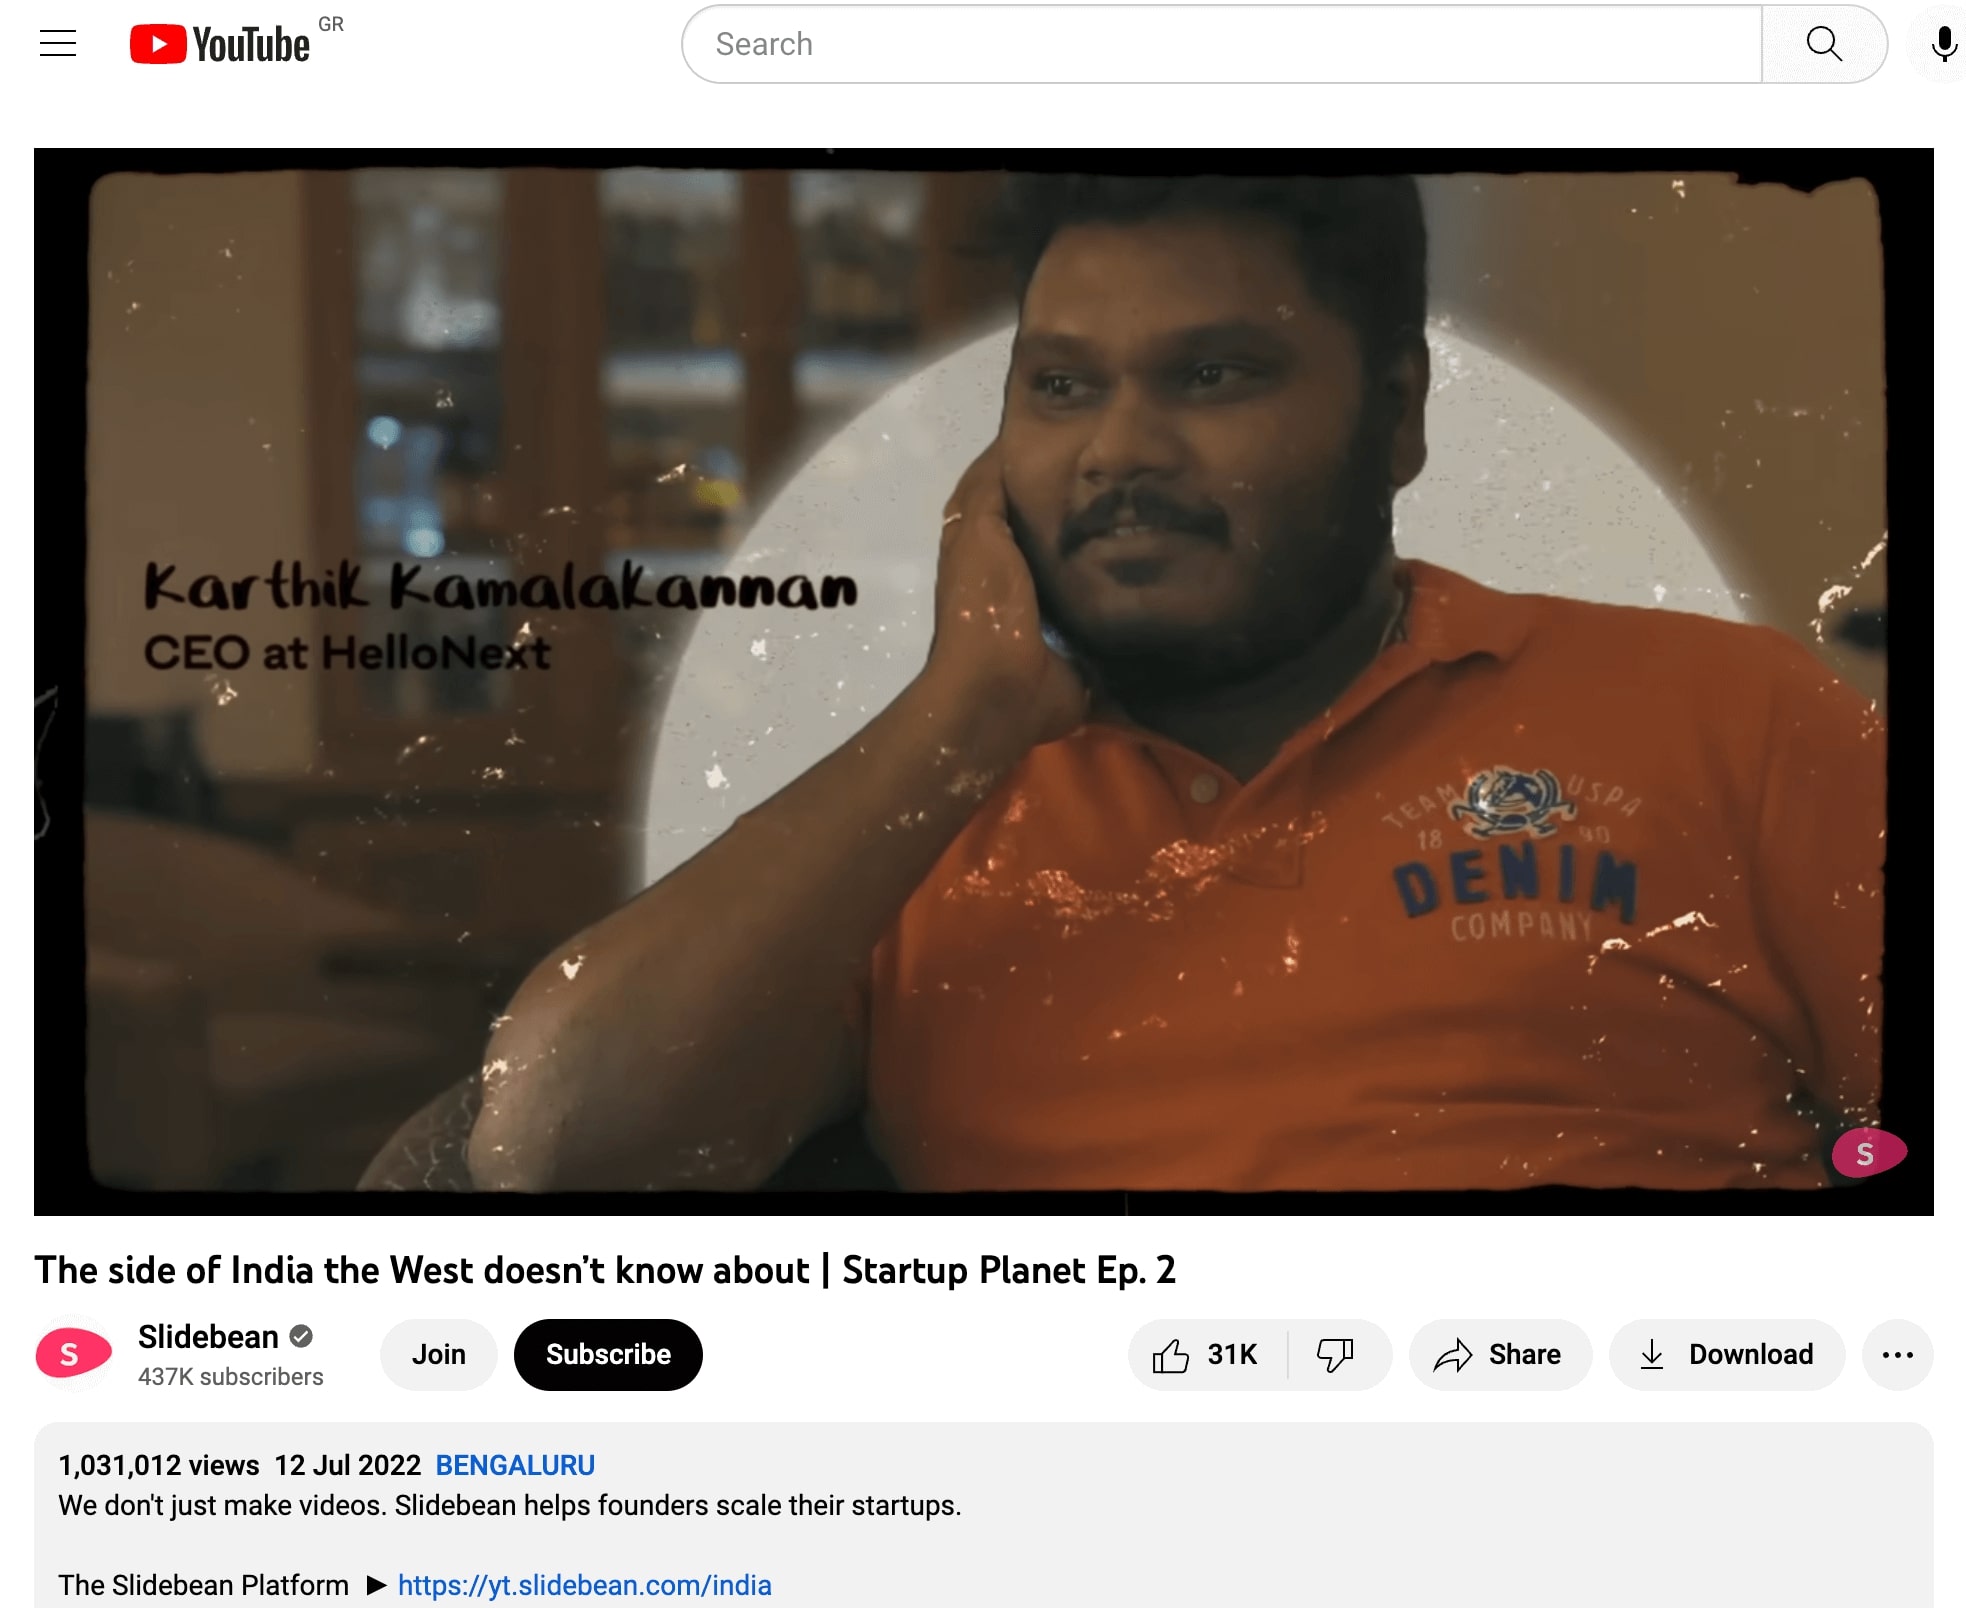 YouTube GR
Search
Karthik Kamalakannan
CEO at HelloNext
TEAM USPA
18 90
DENIM
COMPANY
S
The side of India the West doesn’t know about | Startup Planet Ep. 2
S
Slidebean
437K subscribers
Join
Subscribe
31K
Share
Download
1,031,012 views 12 Jul 2022 BENGALURU
We don't just make videos. Slidebean helps founders scale their startups.
The Slidebean Platform ► https://yt.slidebean.com/india